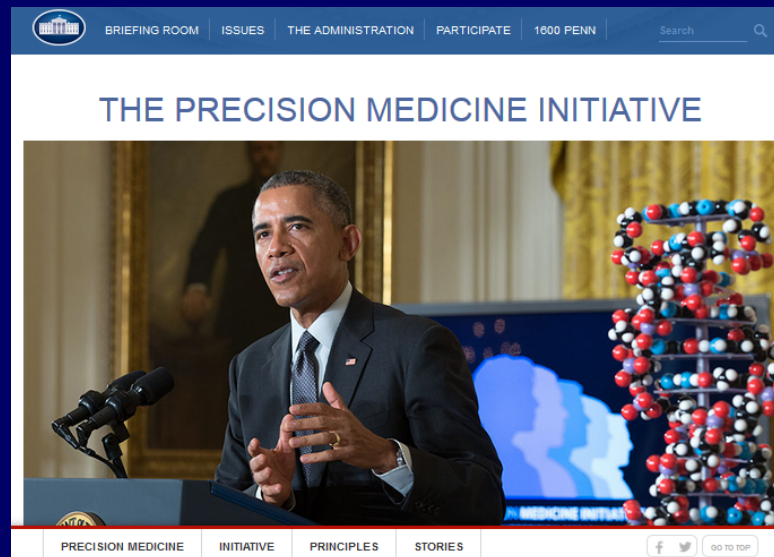 BRIEFING ROOM ISSUES THE ADMINISTRATION PARTICIPATE 1600 PENN Search
THE PRECISION MEDICINE INITIATIVE
MEDICINE INITIAT
PRECISION MEDICINE INITIATIVE PRINCIPLES STORIES GO TO TOP